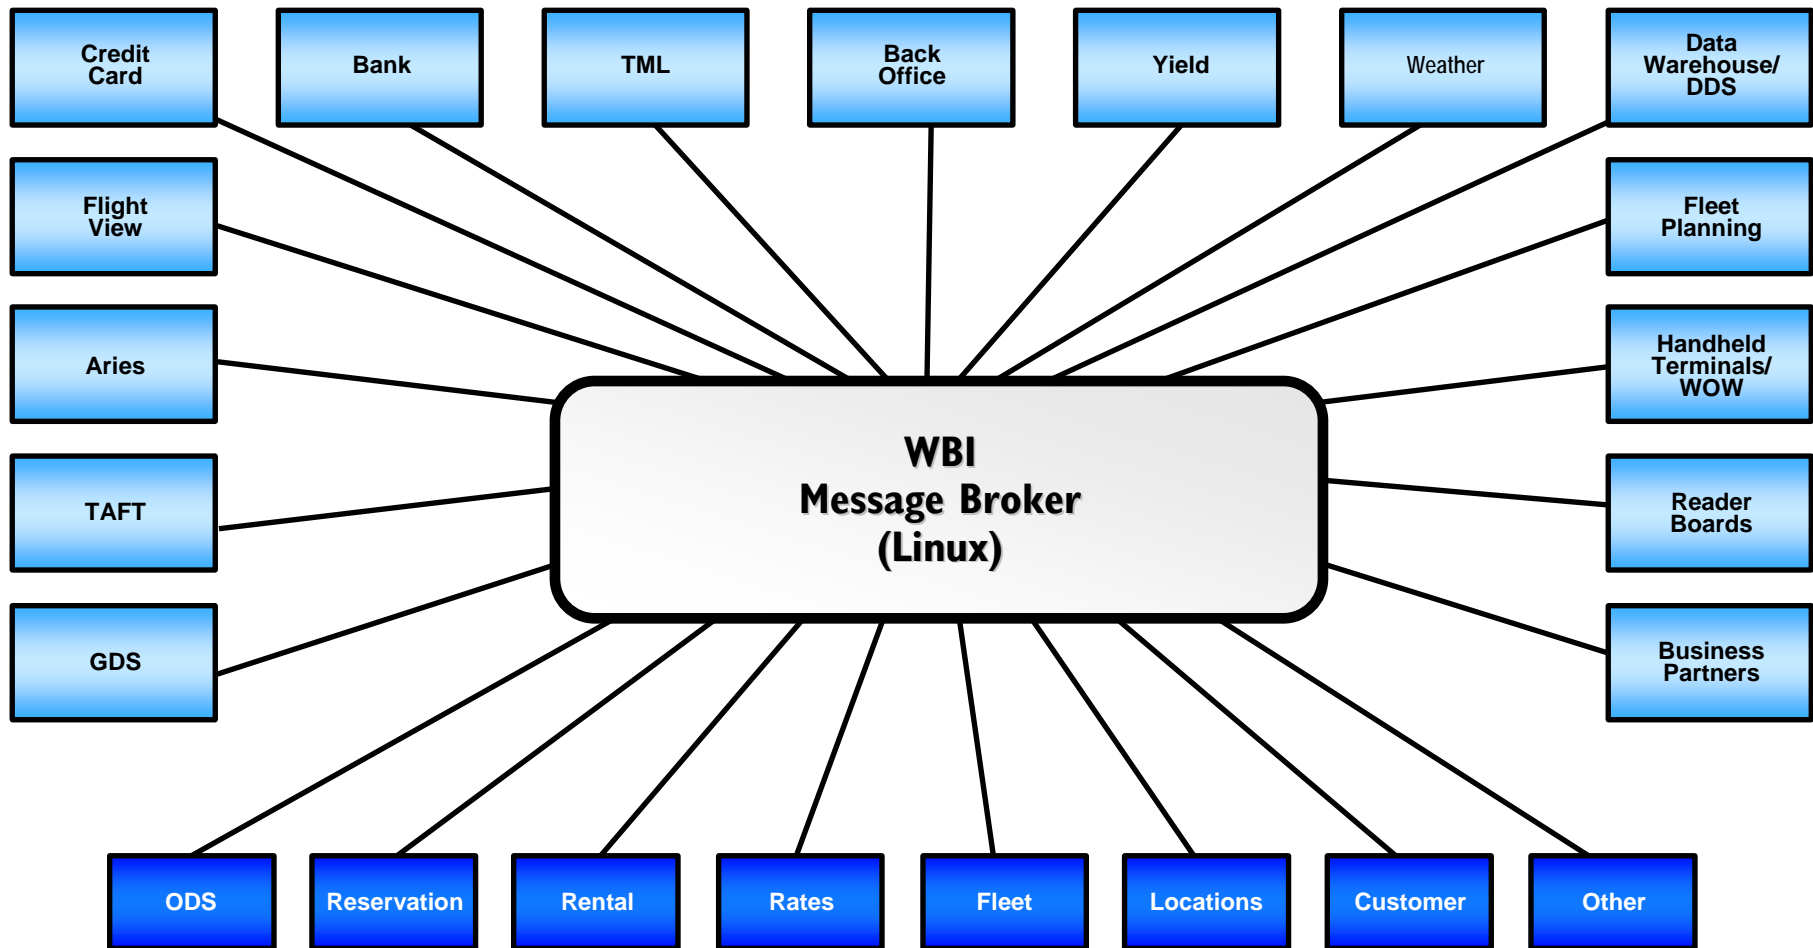 Credit
Card
Bank
TML
Back
Office
Yield
Weather
Data
Warehouse/
DDS
Flight
View
Fleet
Planning
Aries
Handheld
Terminals/
WOW
WBI
Message Broker
(Linux)
TAFT
Reader
Boards
GDS
Business
Partners
ODS
Reservation
Rental
Rates
Fleet
Locations
Customer
Other